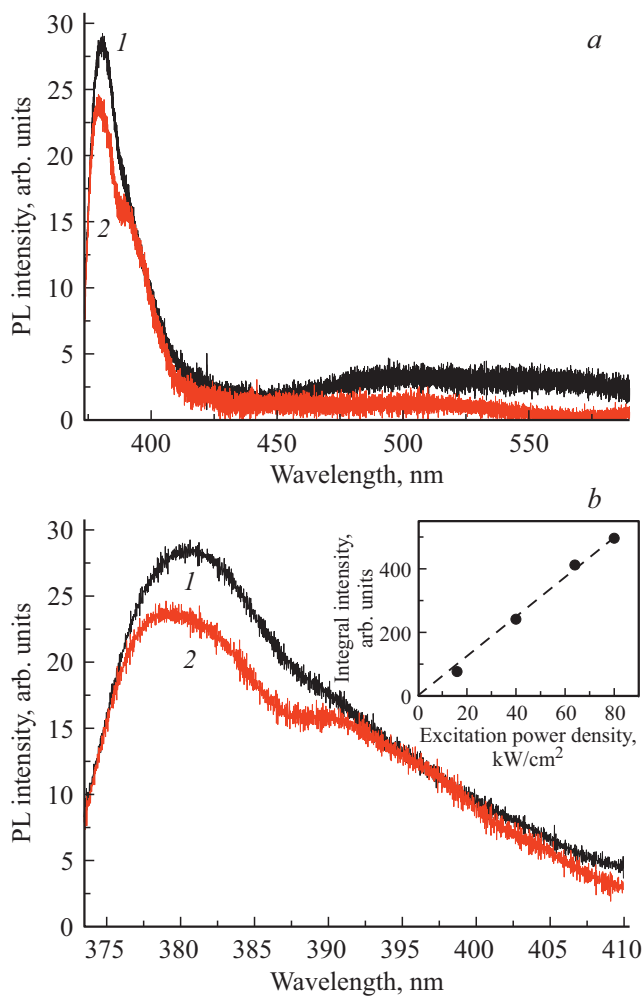 a
30
25
20
15
10
5
0
PL intensity, arb. units
1
2
400 450 500 550
Wavelength, nm
b
30
25
20
15
10
5
0
PL intensity, arb. units
1
2
375 380 385 390 395 400 405 410
Wavelength, nm
Integral intensity,
arb. units
400
200
0
0 20 40 60 80
Excitation power density,
kW/cm²